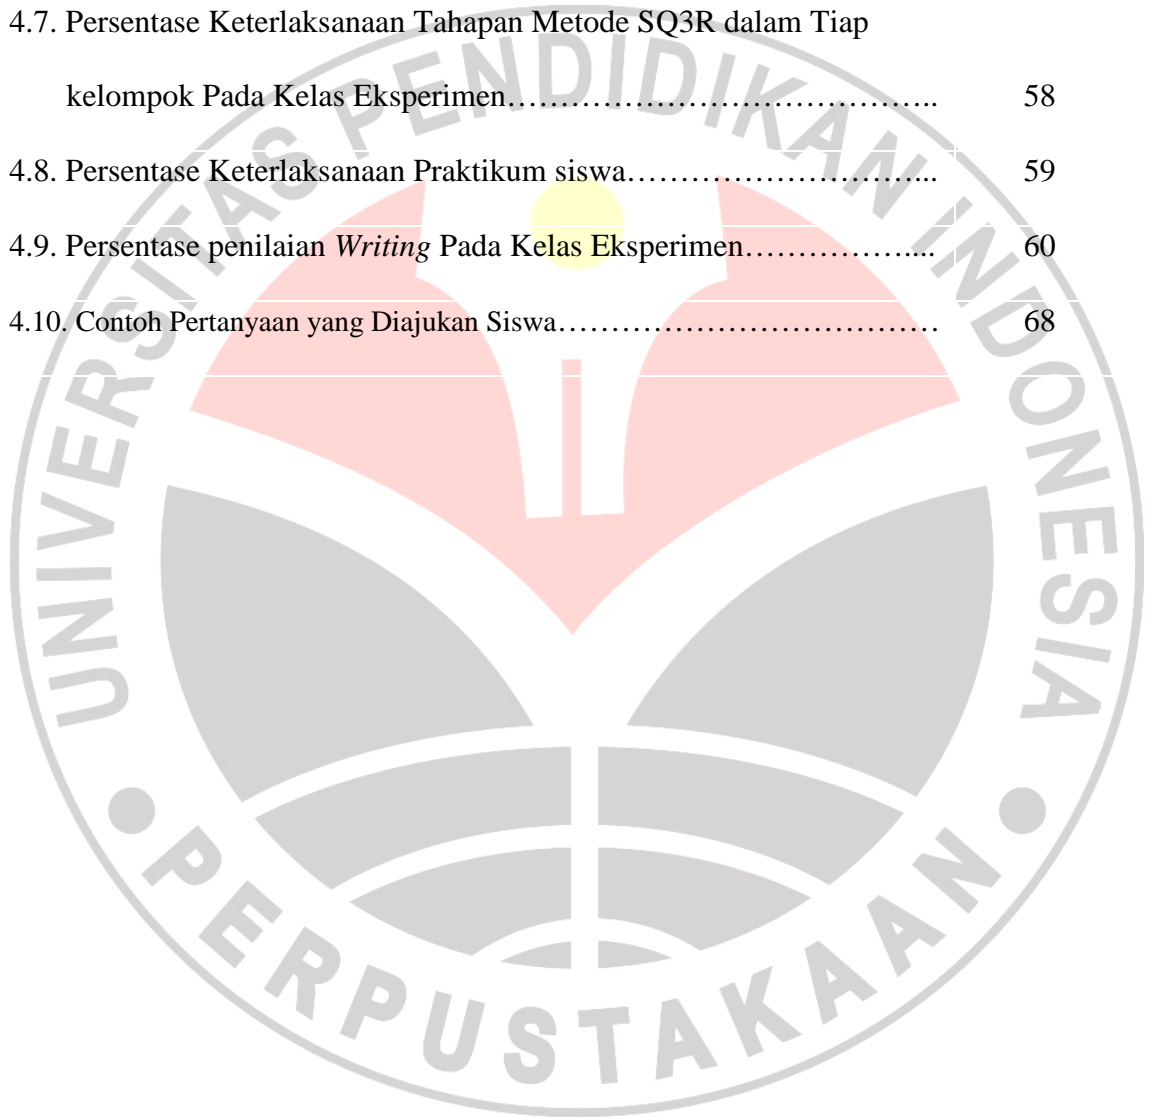 4.7. Persentase Keterlaksanaan Tahapan Metode SQ3R dalam Tiap
kelompok Pada Kelas Eksperimen……………………………………….. 58
4.8. Persentase Keterlaksanaan Praktikum siswa………………………... 59
4.9. Persentase penilaian Writing Pada Kelas Eksperimen……………..... 60
4.10. Contoh Pertanyaan yang Diajukan Siswa…………………………………… 68
UNIVERSITAS PENDIDIKAN INDONESIA
PERPUSTAKAAN